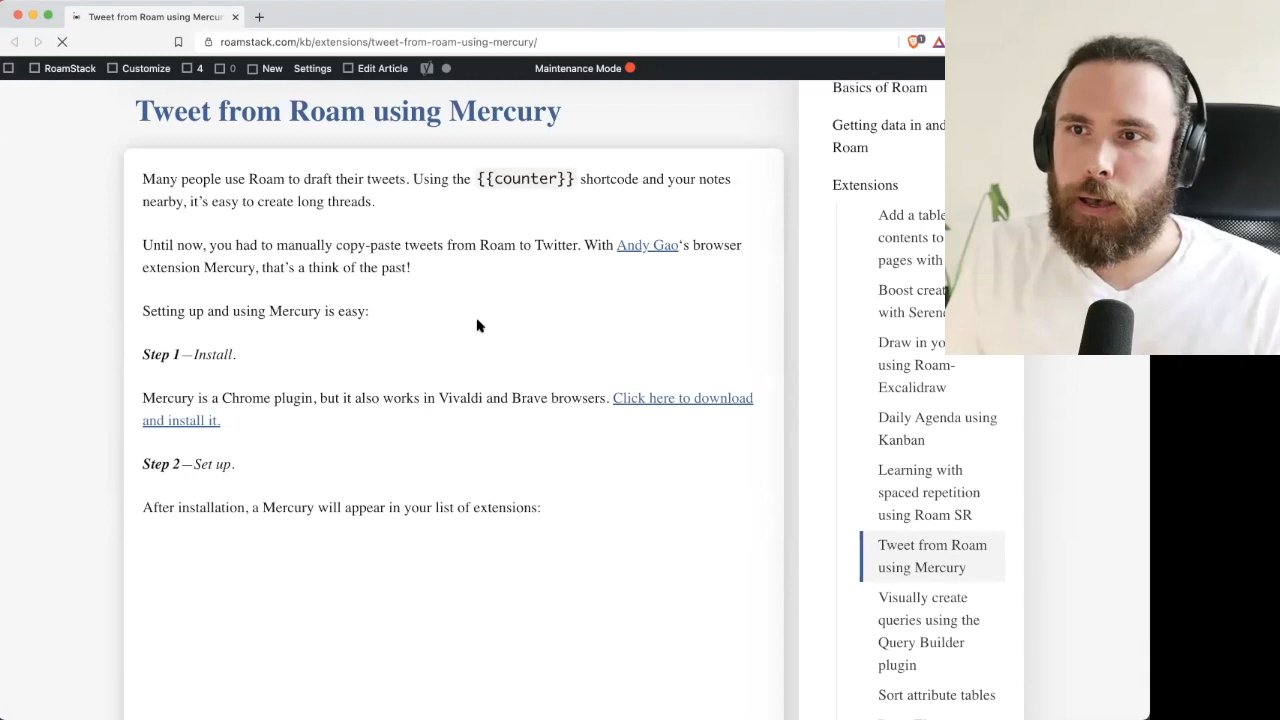 Tweet from Roam using Mercur
roamstack.com/kb/extensions/tweet-from-roam-using-mercury/
1
RoamStack Customize 4 0 New Settings Edit Article Maintenance Mode
Tweet from Roam using Mercury
Many people use Roam to draft their tweets. Using the {{counter}} shortcode and your notes
nearby, it’s easy to create long threads.
Until now, you had to manually copy-paste tweets from Roam to Twitter. With Andy Gao‘s browser
extension Mercury, that’s a think of the past!
Setting up and using Mercury is easy:
Step 1—Install.
Mercury is a Chrome plugin, but it also works in Vivaldi and Brave browsers. Click here to download
and install it.
Step 2—Set up.
After installation, a Mercury will appear in your list of extensions:
Basics of Roam
Getting data in and
Roam
Extensions
Add a table
contents to
pages with
Boost creat
with Seren
Draw in yo
using Roam-
Excalidraw
Daily Agenda using
Kanban
Learning with
spaced repetition
using Roam SR
Tweet from Roam
using Mercury
Visually create
queries using the
Query Builder
plugin
Sort attribute tables